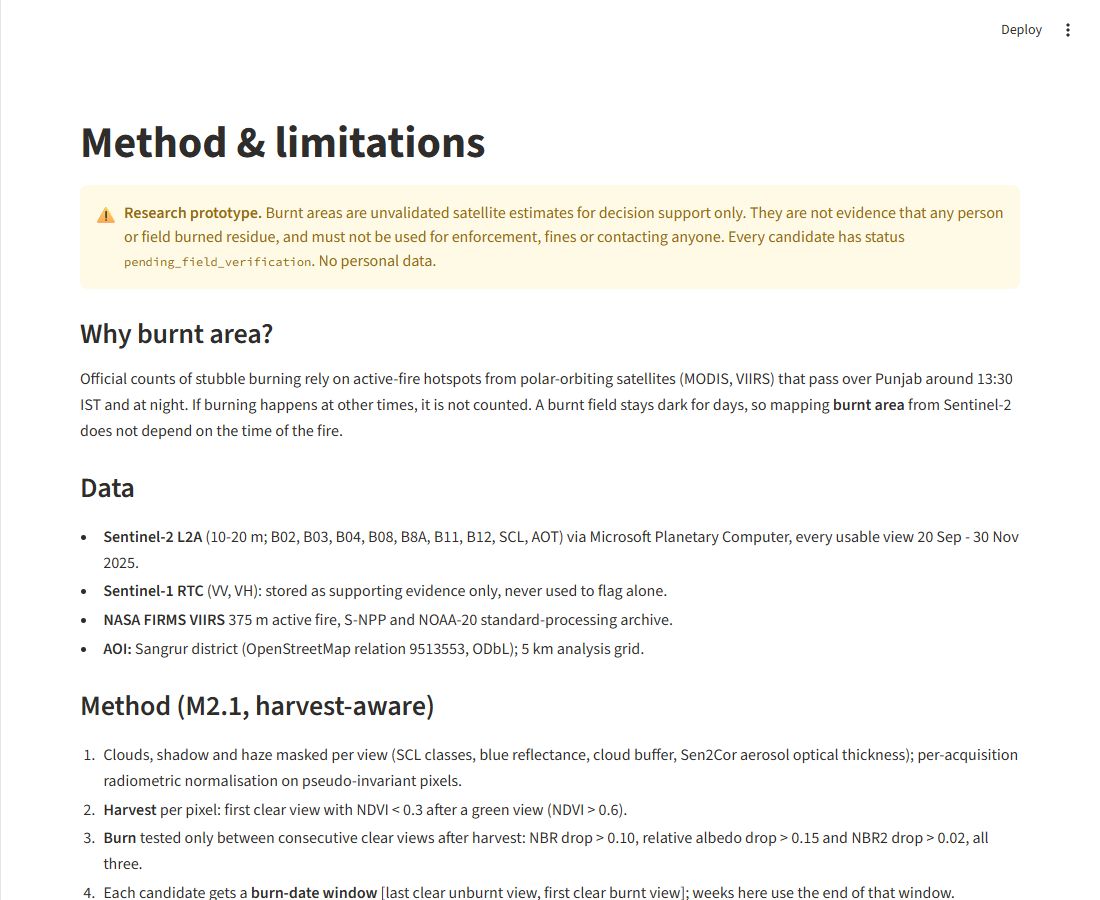 Deploy
Method & limitations
Research prototype. Burnt areas are unvalidated satellite estimates for decision support only. They are not evidence that any person
or field burned residue, and must not be used for enforcement, fines or contacting anyone. Every candidate has status
pending_field_verification. No personal data.
Why burnt area?
Official counts of stubble burning rely on active-fire hotspots from polar-orbiting satellites (MODIS, VIIRS) that pass over Punjab around 13:30
IST and at night. If burning happens at other times, it is not counted. A burnt field stays dark for days, so mapping burnt area from Sentinel-2
does not depend on the time of the fire.
Data
• Sentinel-2 L2A (10-20 m; B02, B03, B04, B08, B8A, B11, B12, SCL, AOT) via Microsoft Planetary Computer, every usable view 20 Sep - 30 Nov
2025.
• Sentinel-1 RTC (VV, VH): stored as supporting evidence only, never used to flag alone.
• NASA FIRMS VIIRS 375 m active fire, S-NPP and NOAA-20 standard-processing archive.
• AOI: Sangrur district (OpenStreetMap relation 9513553, ODbL); 5 km analysis grid.
Method (M2.1, harvest-aware)
1. Clouds, shadow and haze masked per view (SCL classes, blue reflectance, cloud buffer, Sen2Cor aerosol optical thickness); per-acquisition
radiometric normalisation on pseudo-invariant pixels.
2. Harvest per pixel: first clear view with NDVI < 0.3 after a green view (NDVI > 0.6).
3. Burn tested only between consecutive clear views after harvest: NBR drop > 0.10, relative albedo drop > 0.15 and NBR2 drop > 0.02, all
three.
4. Each candidate gets a burn-date window [last clear unburnt view, first clear burnt view]; weeks here use the end of that window.